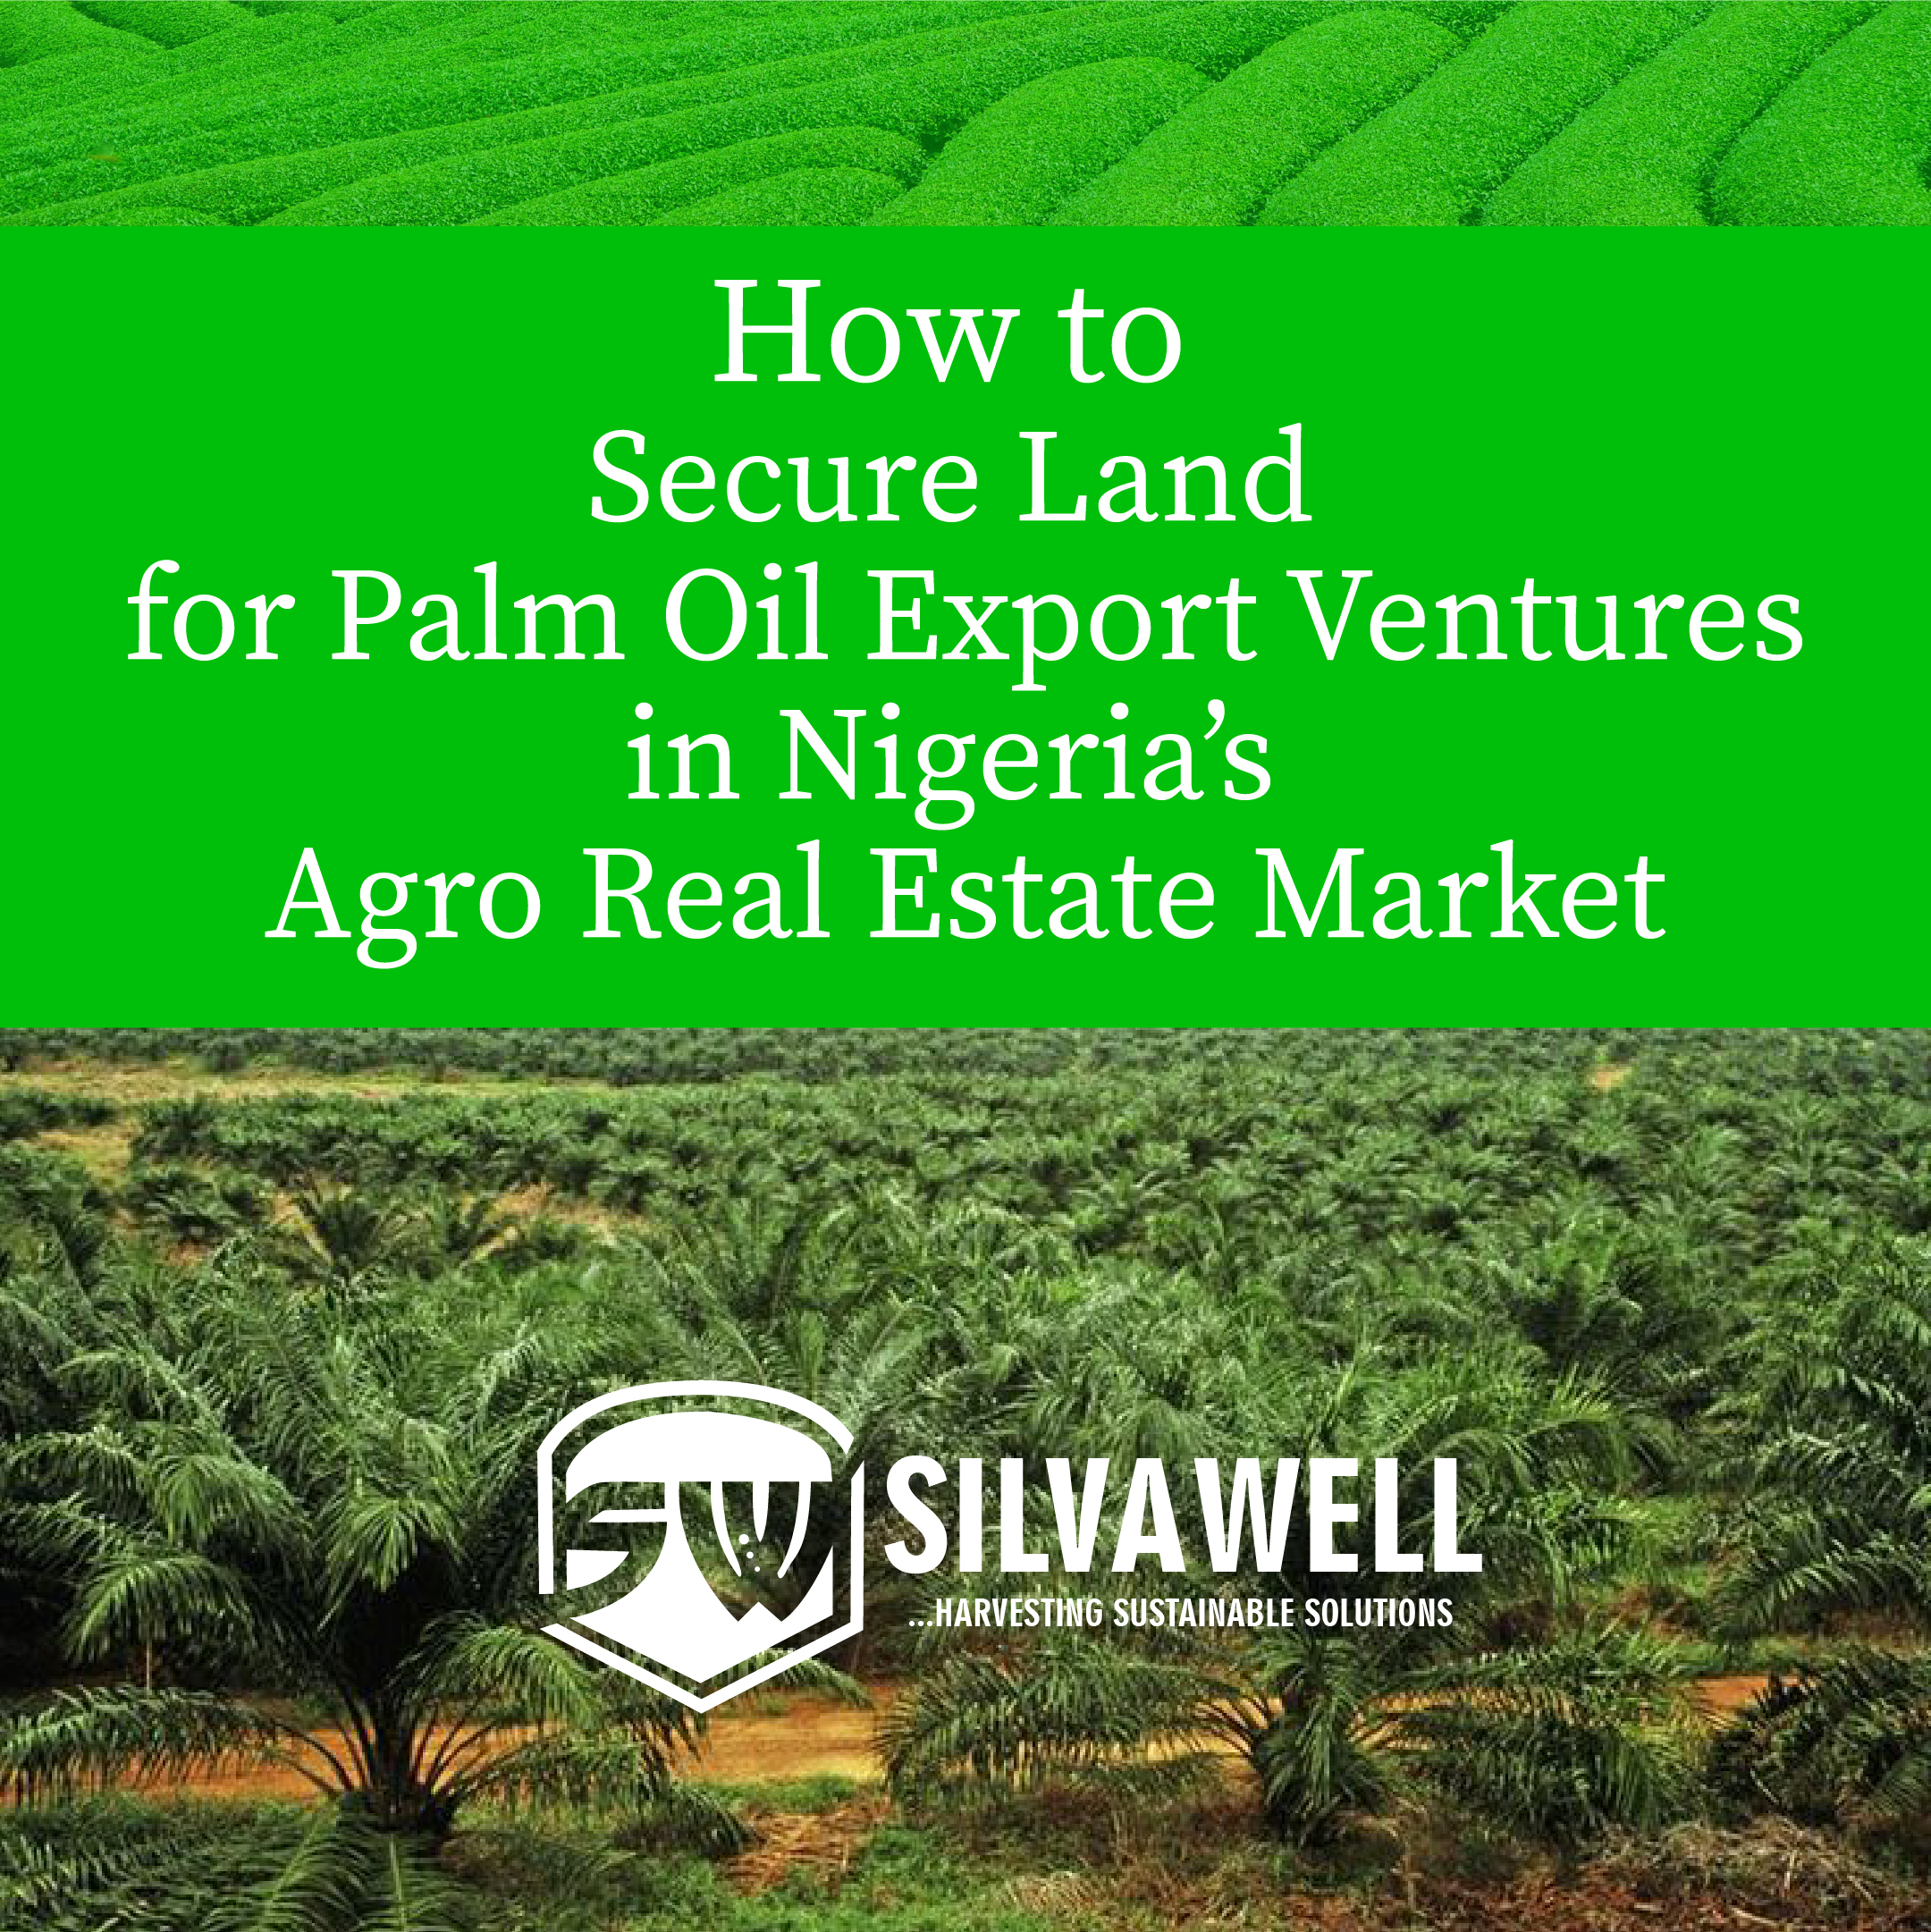 How to
Secure Land
for Palm Oil Export Ventures
in Nigeria’s
Agro Real Estate Market
SILVAWELL
...HARVESTING SUSTAINABLE SOLUTIONS